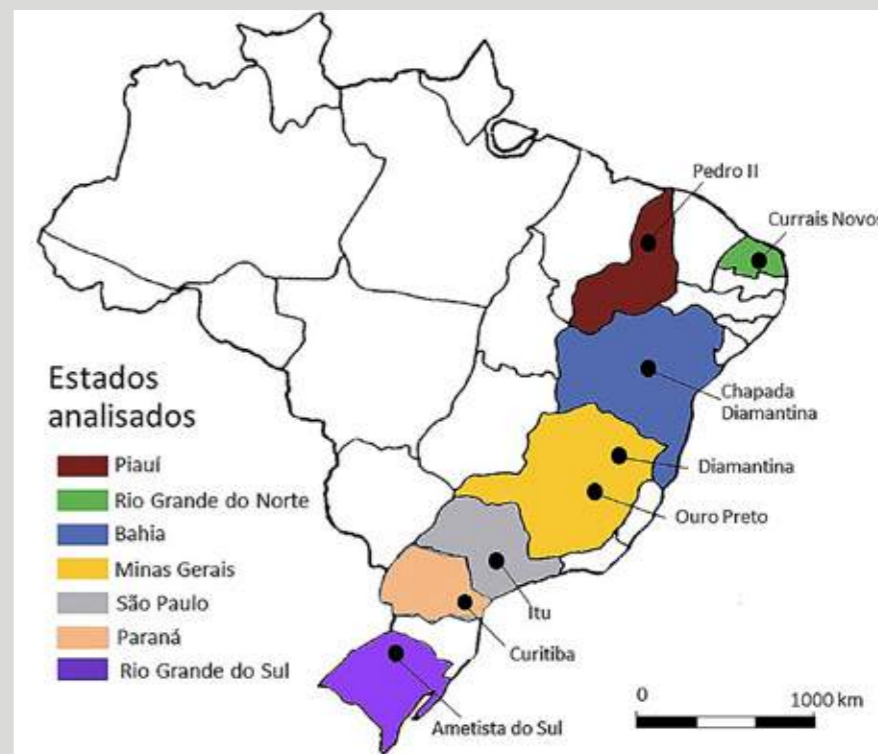 Pedro II
Currais Novos
Estados
analisados
Chapada
Diamantina
Piauí
Diamantina
Rio Grande do Norte
Ouro Preto
Bahia
Minas Gerais
São Paulo
Itu
Paraná
Curitiba
Rio Grande do Sul
0
1000 km
Ametista do Sul